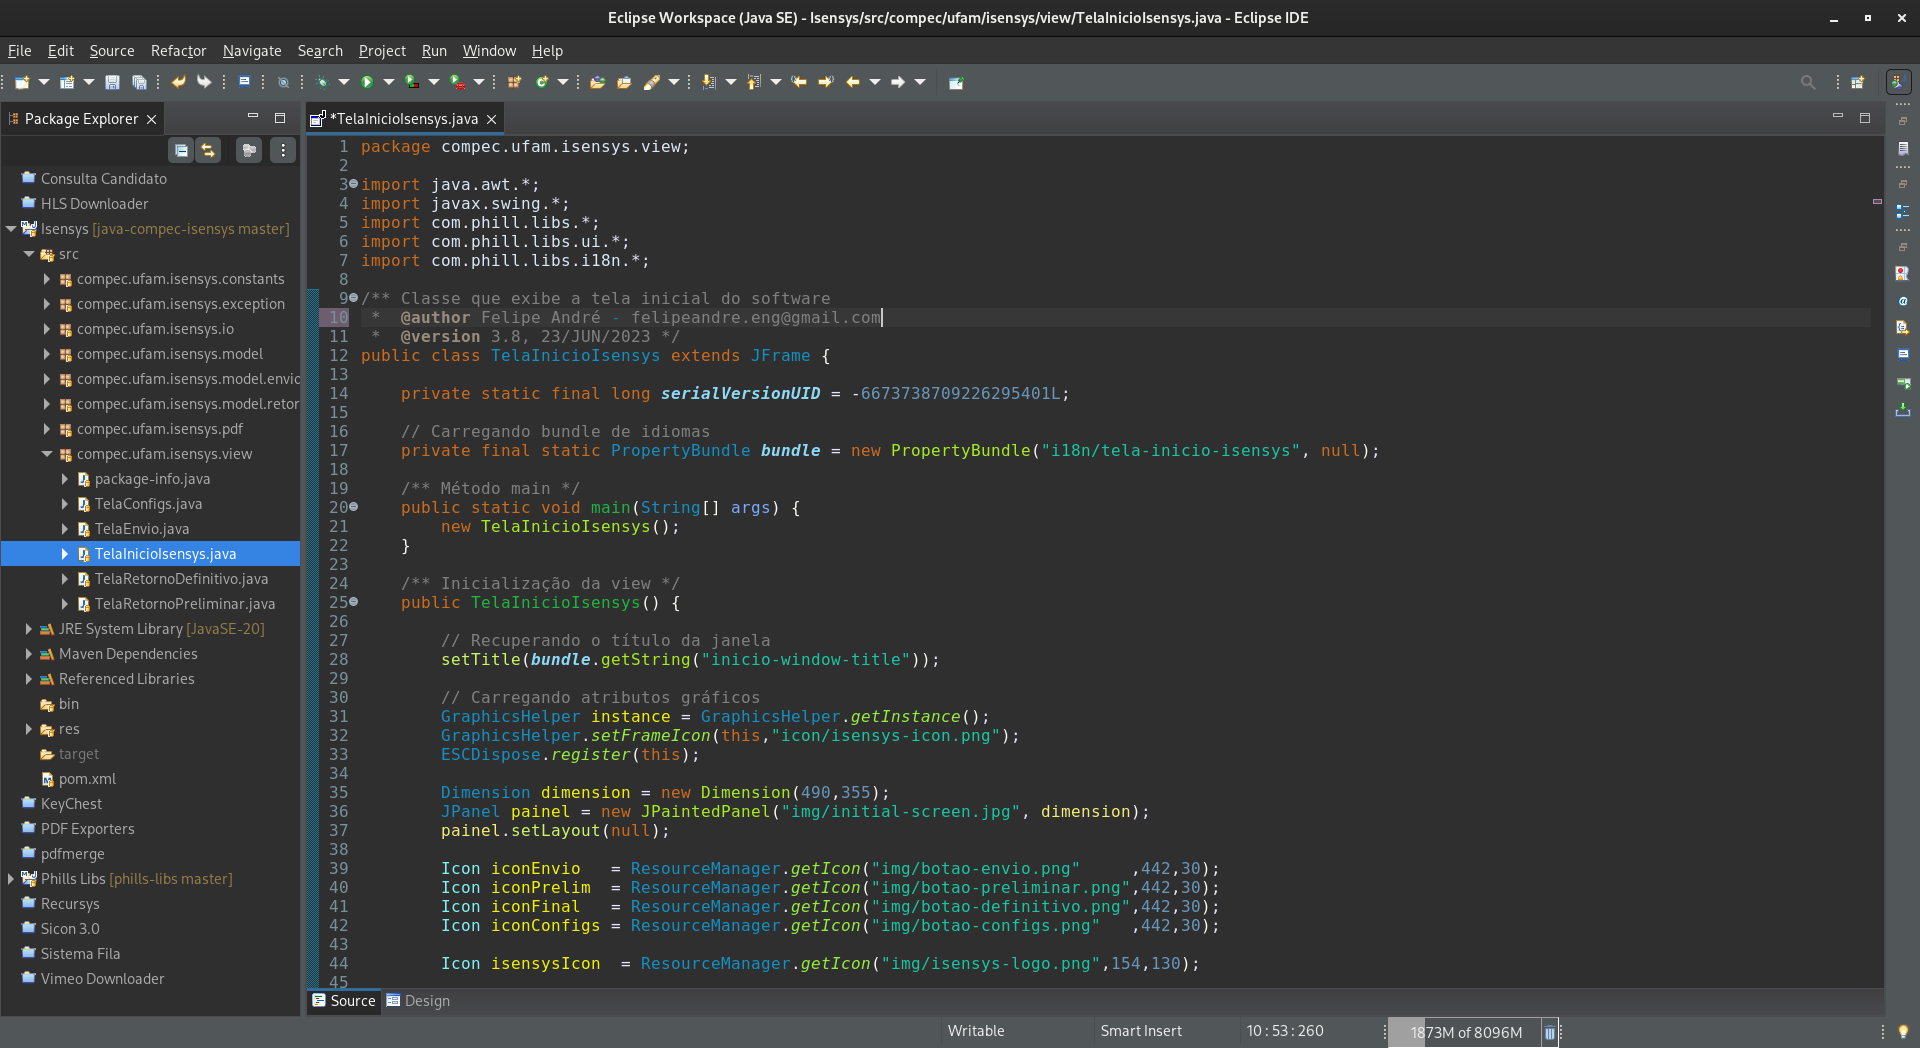 Eclipse Workspace (Java SE) - Isensys/src/compec/ufam/isensys/view/TelaInicioIsensys.java - Eclipse IDE
File Edit Source Refactor Navigate Search Project Run Window Help
Package Explorer
Consulta Candidato
HLS Downloader
Isensys [java-compec-isensys master]
src
compec.ufam.isensys.constants
compec.ufam.isensys.exception
compec.ufam.isensys.io
compec.ufam.isensys.model
compec.ufam.isensys.model.envio
compec.ufam.isensys.model.retor
compec.ufam.isensys.pdf
compec.ufam.isensys.view
package-info.java
TelaConfigs.java
TelaEnvio.java
TelaInicioIsensys.java
TelaRetornoDefinitivo.java
TelaRetornoPreliminar.java
JRE System Library [JavaSE-20]
Maven Dependencies
Referenced Libraries
bin
res
target
pom.xml
KeyChest
PDF Exporters
pdfmerge
Phills Libs [phills-libs master]
Recursys
Sicon 3.0
Sistema Fila
Vimeo Downloader
*TelaInicioIsensys.java
1 package compec.ufam.isensys.view;
2
3 import java.awt.*;
4 import javax.swing.*;
5 import com.phill.libs.*;
6 import com.phill.libs.ui.*;
7 import com.phill.libs.i18n.*;
8
9 /** Classe que exibe a tela inicial do software
10  *  @author Felipe André - felipeandre.eng@gmail.com
11  *  @version 3.8, 23/JUN/2023 */
12 public class TelaInicioIsensys extends JFrame {
13
14     private static final long serialVersionUID = -6673738709226295401L;
15
16     // Carregando bundle de idiomas
17     private final static PropertyBundle bundle = new PropertyBundle("i18n/tela-inicio-isensys", null);
18
19     /** Método main */
20     public static void main(String[] args) {
21         new TelaInicioIsensys();
22     }
23
24     /** Inicialização da view */
25     public TelaInicioIsensys() {
26
27         // Recuperando o título da janela
28         setTitle(bundle.getString("inicio-window-title"));
29
30         // Carregando atributos gráficos
31         GraphicsHelper instance = GraphicsHelper.getInstance();
32         GraphicsHelper.setFrameIcon(this,"icon/isensys-icon.png");
33         ESCDispose.register(this);
34
35         Dimension dimension = new Dimension(490,355);
36         JPanel painel = new JPaintedPanel("img/initial-screen.jpg", dimension);
37         painel.setLayout(null);
38
39         Icon iconEnvio   = ResourceManager.getIcon("img/botao-envio.png"     ,442,30);
40         Icon iconPrelim  = ResourceManager.getIcon("img/botao-preliminar.png",442,30);
41         Icon iconFinal   = ResourceManager.getIcon("img/botao-definitivo.png",442,30);
42         Icon iconConfigs = ResourceManager.getIcon("img/botao-configs.png"   ,442,30);
43
44         Icon isensysIcon  = ResourceManager.getIcon("img/isensys-logo.png",154,130);
45
Source Design
Writable Smart Insert 10 : 53 : 260 1873M of 8096M